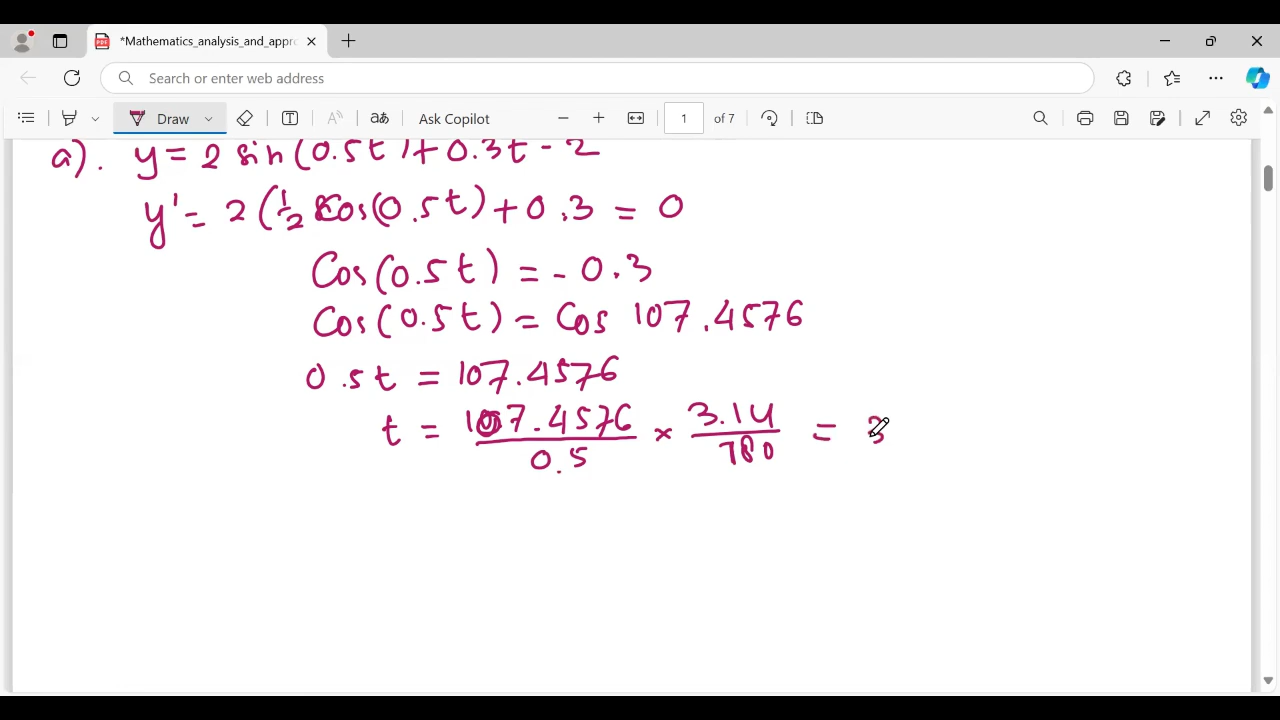 *Mathematics_analysis_and_appr
Search or enter web address
Draw
Ask Copilot
1 of 7
a). y = 2 sin(0.5t)+0.3t - 2
y' = 2 (1/2 Cos(0.5t) + 0.3 = 0
Cos(0.5t) = - 0.3
Cos(0.5t) = Cos 107.4576
0.5t = 107.4576
t = 107.4576/0.5 × 3.14/180 = 3